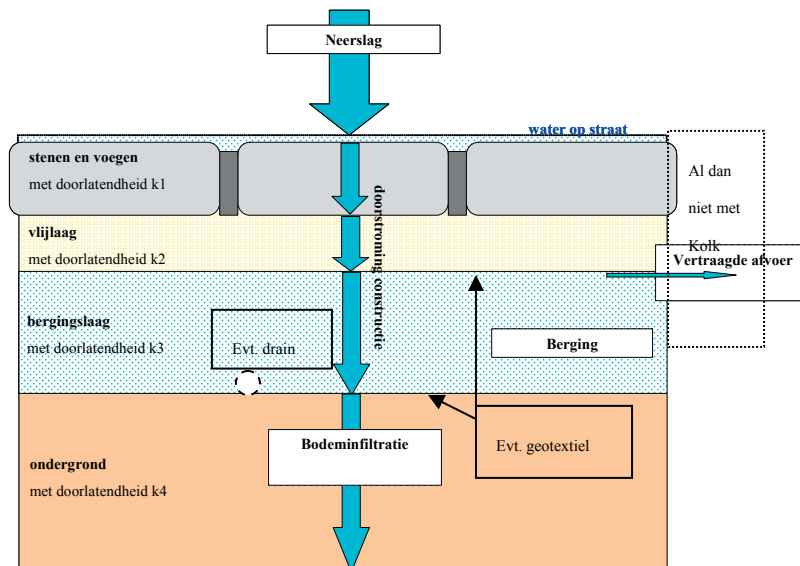 Neerslag
water op straat
stenen en voegen
met doorlatendheid k1
Al dan
niet met
Kolk
doorstroming constructie
vlijlaag
met doorlatendheid k2
Vertraagde afvoer
bergingslaag
met doorlatendheid k3
Evt. drain
Berging
Bodeminfiltratie
Evt. geotextiel
ondergrond
met doorlatendheid k4